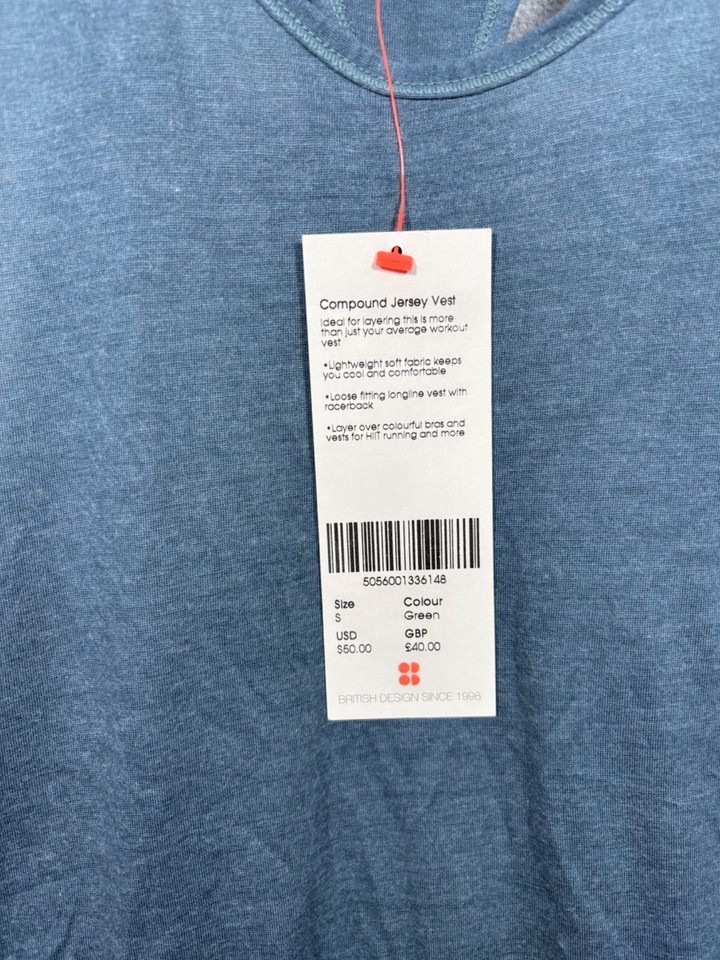 Compound Jersey Vest
Ideal for layering this is more
than just your average workout
vest
•Lightweight soft fabric keeps
you cool and comfortable
•Loose fitting longline vest with
racerback
•Layer over colourful bras and
vests for HIIT running and more
5056001336148
Size Colour
S Green
USD GBP
$50.00 £40.00
BRITISH DESIGN SINCE 1998